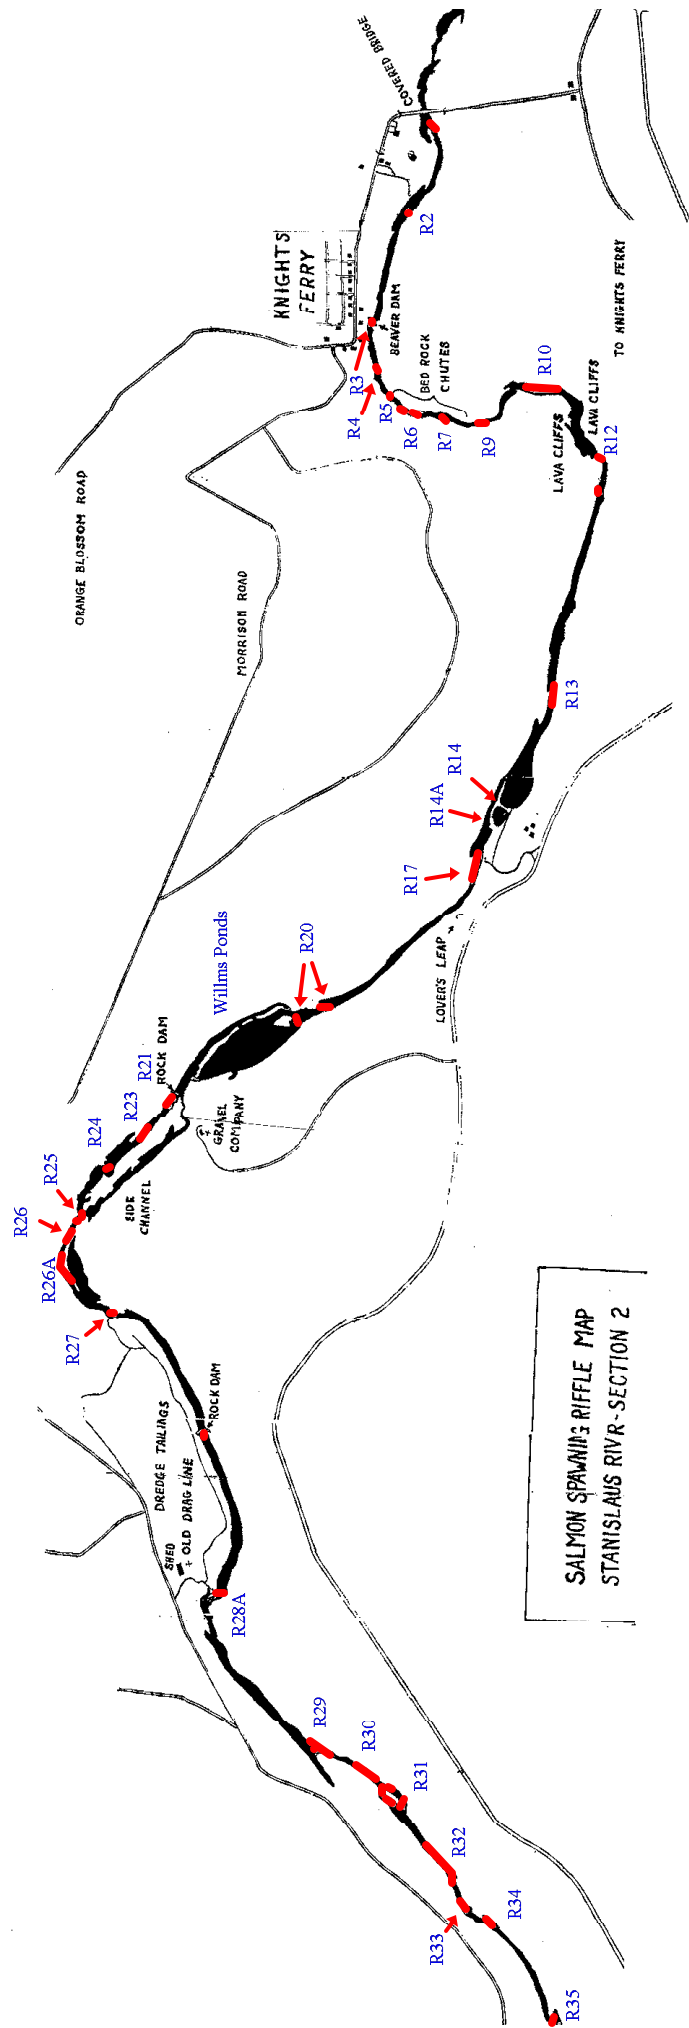 COVERED BRIDGE
R2
KNIGHTS
FERRY
BEAVER DAM
R3
R4
R5
R6
R7
BED ROCK
CHUTES
R9
R10
LAVA CLIFFS
LAVA CLIFFS
TO KNIGHTS FERRY
R12
ORANGE BLOSSOM ROAD
MORRISON ROAD
R13
R14
R14A
R17
LOVER'S LEAP
R20
Willms Ponds
ROCK DAM
R21
R23
R24
R25
R26
R26A
R27
GRAVEL
COMPANY
SIDE
CHANNEL
ROCK DAM
DREDGE TAILINGS
OLD DRAG LINE
SHED
R28A
R29
R30
R31
R32
R33
R34
R35
SALMON SPAWNING RIFFLE MAP
STANISLAUS RIVR-SECTION 2